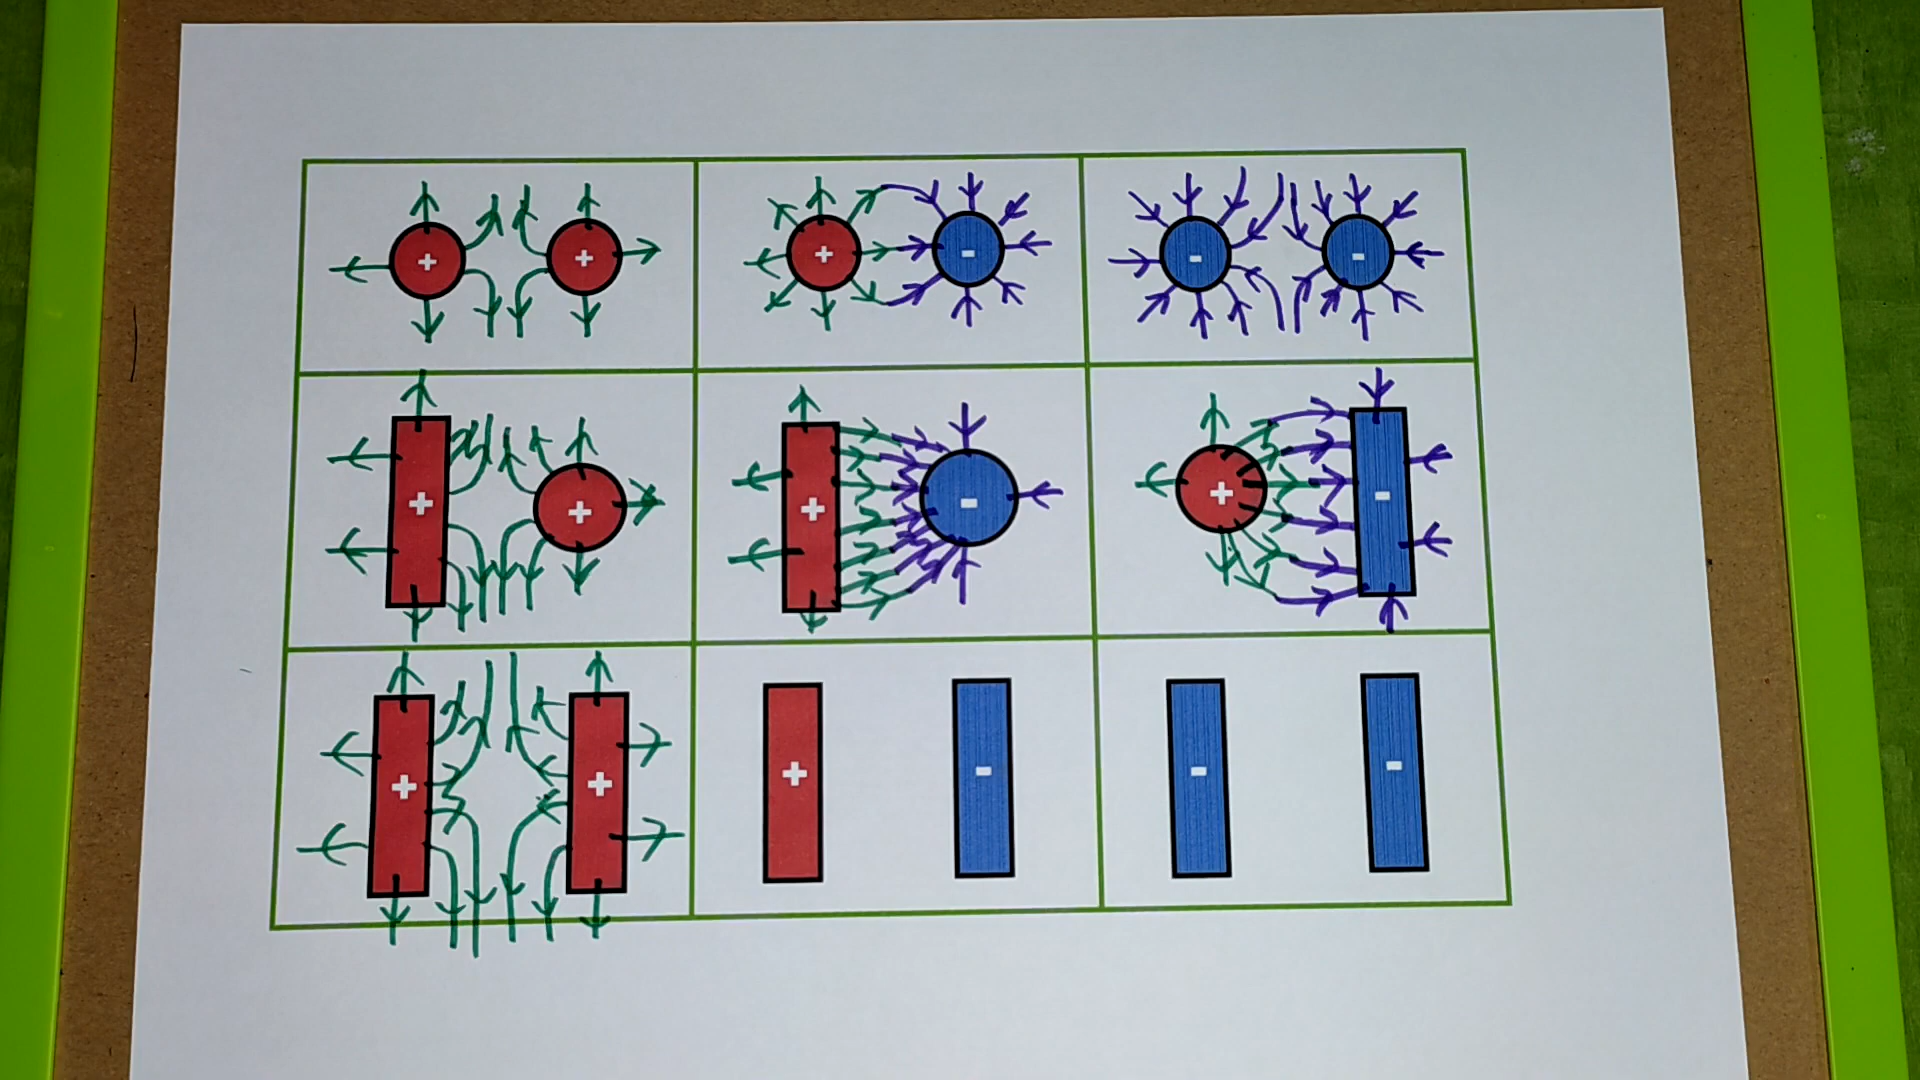 + + + - - -
+ + + - + -
+ + + - - -